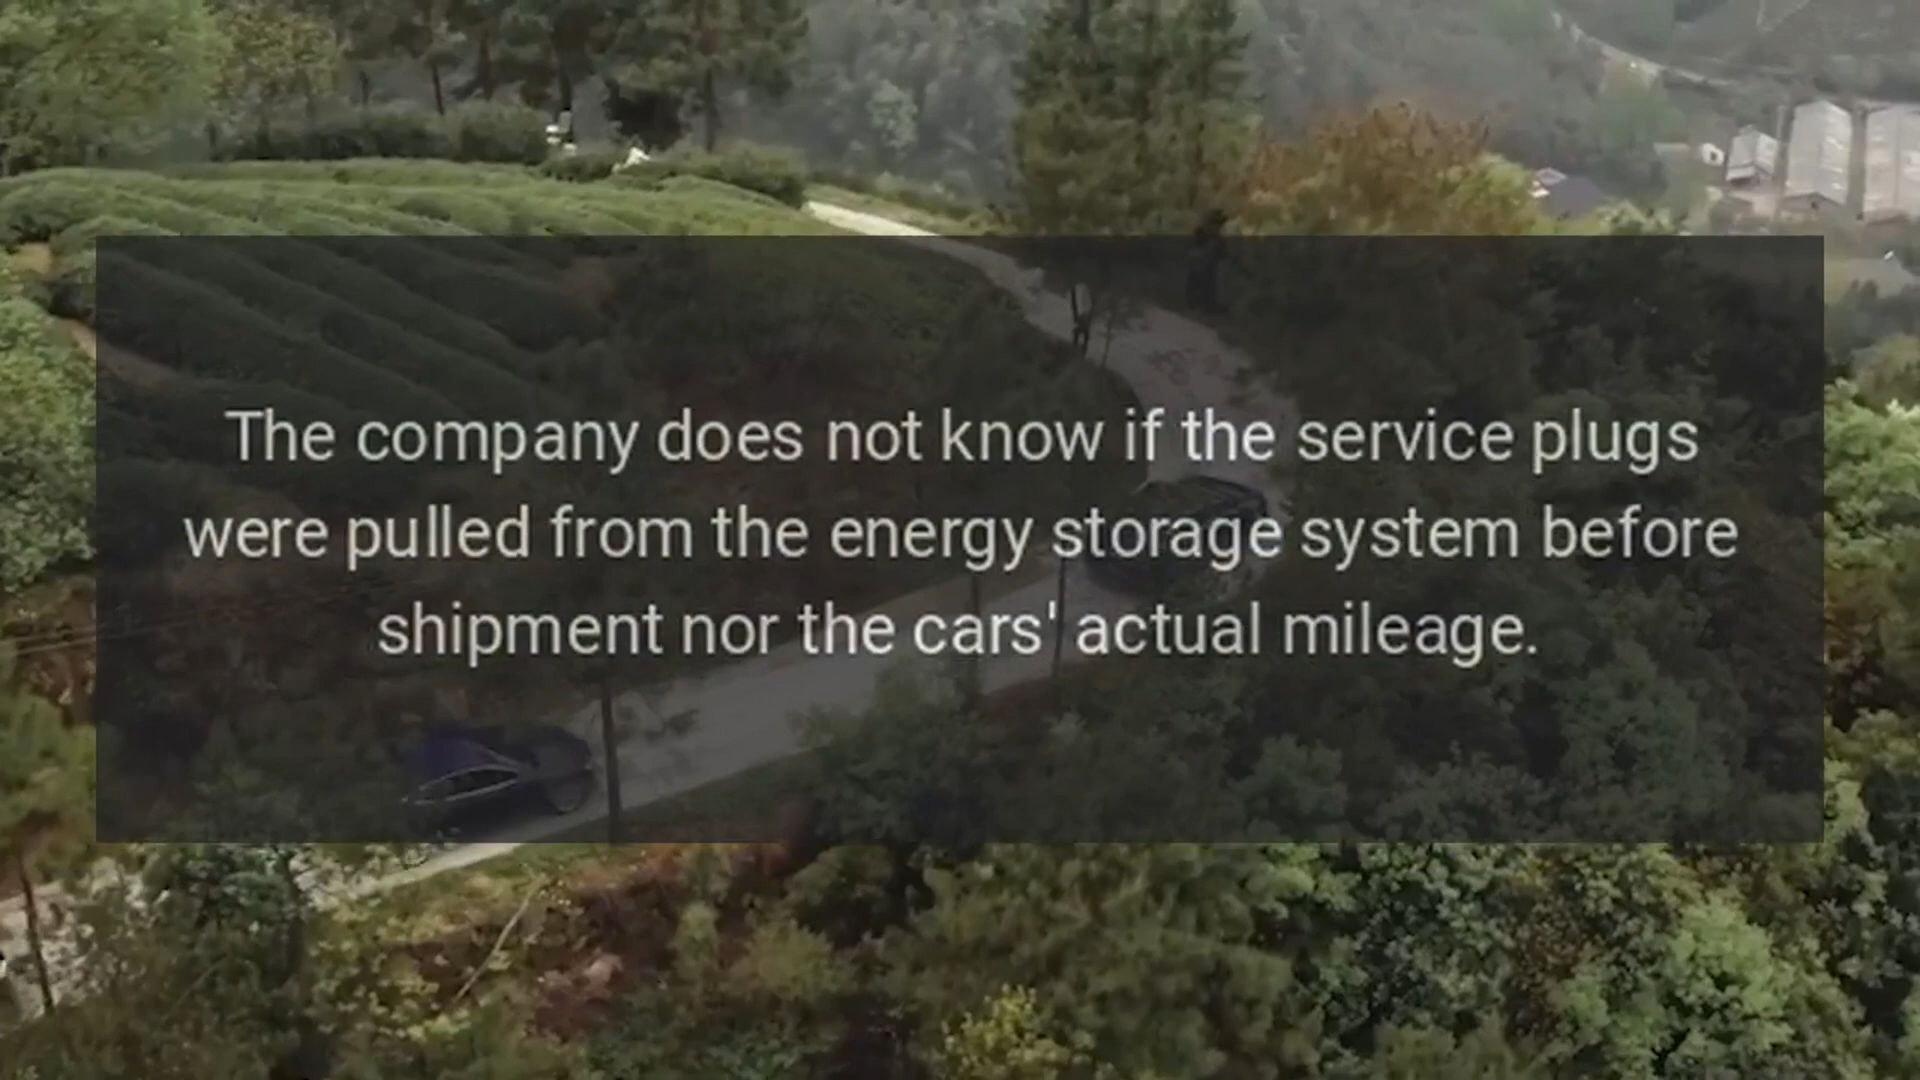 The company does not know if the service plugs
were pulled from the energy storage system before
shipment nor the cars' actual mileage.